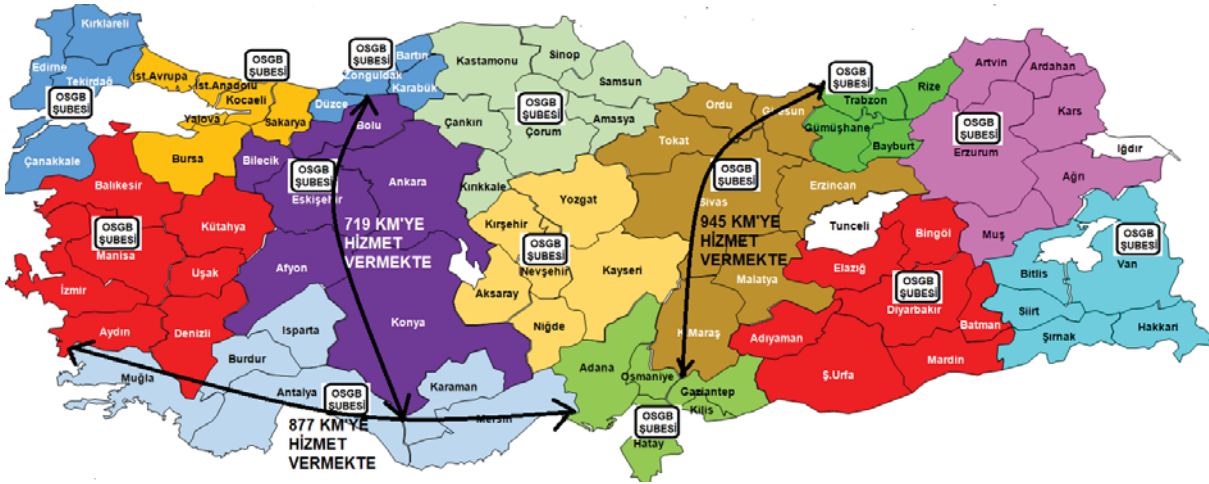 Kırklareli
Edirne
Tekirdağ
OSGB
ŞUBESİ
Çanakkale
İst.Avrupa
İst.Anadolu
OSGB
ŞUBESİ
Kocaeli
Yalova
Sakarya
Bursa
OSGB
ŞUBESİ
Bartın
Zonguldak
Karabük
Düzce
Bolu
Bilecik
OSGB
ŞUBESİ
Eskişehir
Ankara
719 KM'YE
HİZMET
VERMEKTE
Afyon
Konya
Balıkesir
OSGB
ŞUBESİ
Manisa
Kütahya
Uşak
İzmir
Aydın
Denizli
Muğla
Burdur
Isparta
Antalya
OSGB
ŞUBESİ
Karaman
Mersin
877 KM'YE
HİZMET
VERMEKTE
Kastamonu
Sinop
Samsun
Çankırı
OSGB
ŞUBESİ
Çorum
Amasya
Kırıkkale
Yozgat
Kırşehir
OSGB
ŞUBESİ
Nevşehir
Kayseri
Aksaray
Niğde
Ordu
Tokat
OSGB
ŞUBESİ
Sivas
Erzincan
945 KM'YE
HİZMET
VERMEKTE
Malatya
K.Maraş
Adana
Osmaniye
Gaziantep
Kilis
OSGB
ŞUBESİ
Hatay
OSGB
ŞUBESİ
Trabzon
Rize
Gümüşhane
Bayburt
Artvin
Ardahan
Kars
OSGB
ŞUBESİ
Erzurum
Iğdır
Ağrı
Muş
Tunceli
Bingöl
Elazığ
OSGB
ŞUBESİ
Diyarbakır
Adıyaman
Batman
Mardin
Ş.Urfa
OSGB
ŞUBESİ
Van
Bitlis
Siirt
Şırnak
Hakkari